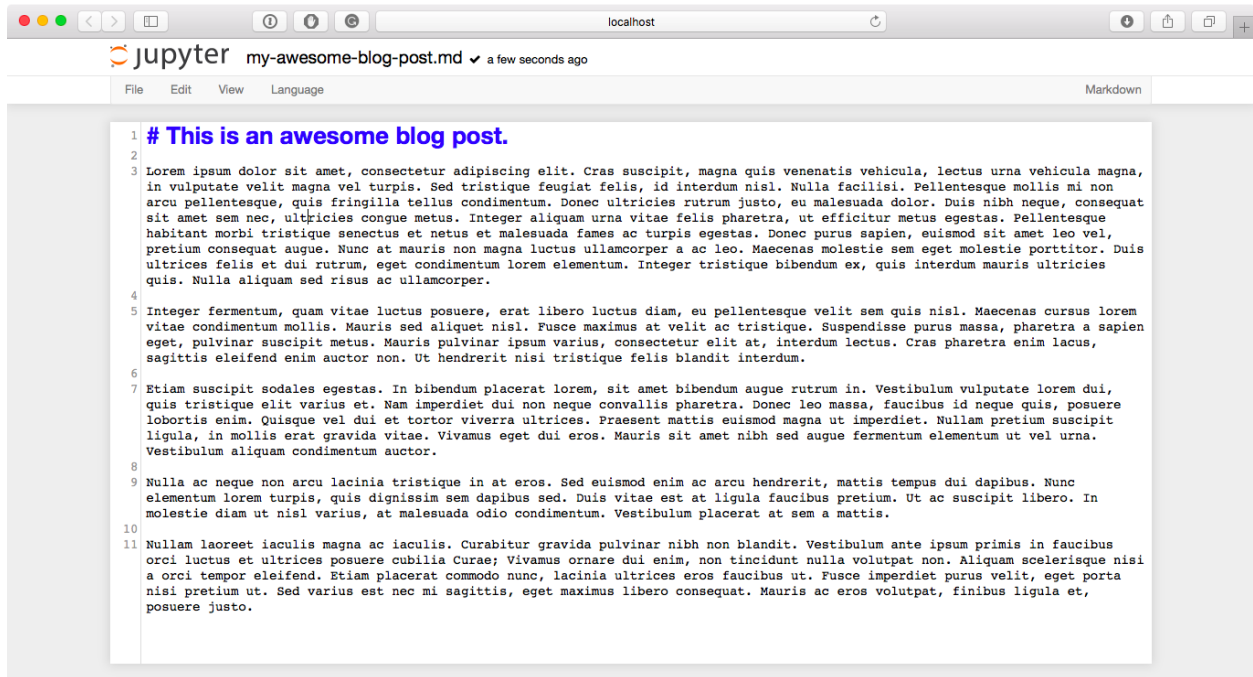 localhost
jupyter my-awesome-blog-post.md ✔ a few seconds ago
File Edit View Language Markdown
1 # This is an awesome blog post.
2
3 Lorem ipsum dolor sit amet, consectetur adipiscing elit. Cras suscipit, magna quis venenatis vehicula, lectus urna vehicula magna,
in vulputate velit magna vel turpis. Sed tristique feugiat felis, id interdum nisl. Nulla facilisi. Pellentesque mollis mi non
arcu pellentesque, quis fringilla tellus condimentum. Donec ultricies rutrum justo, eu malesuada dolor. Duis nibh neque, consequat
sit amet sem nec, ultricies congue metus. Integer aliquam urna vitae felis pharetra, ut efficitur metus egestas. Pellentesque
habitant morbi tristique senectus et netus et malesuada fames ac turpis egestas. Donec purus sapien, euismod sit amet leo vel,
pretium consequat augue. Nunc at mauris non magna luctus ullamcorper a ac leo. Maecenas molestie sem eget molestie porttitor. Duis
ultrices felis et dui rutrum, eget condimentum lorem elementum. Integer tristique bibendum ex, quis interdum mauris ultricies
quis. Nulla aliquam sed risus ac ullamcorper.
4
5 Integer fermentum, quam vitae luctus posuere, erat libero luctus diam, eu pellentesque velit sem quis nisl. Maecenas cursus lorem
vitae condimentum mollis. Mauris sed aliquet nisl. Fusce maximus at velit ac tristique. Suspendisse purus massa, pharetra a sapien
eget, pulvinar suscipit metus. Mauris pulvinar ipsum varius, consectetur elit at, interdum lectus. Cras pharetra enim lacus,
sagittis eleifend enim auctor non. Ut hendrerit nisi tristique felis blandit interdum.
6
7 Etiam suscipit sodales egestas. In bibendum placerat lorem, sit amet bibendum augue rutrum in. Vestibulum vulputate lorem dui,
quis tristique elit varius et. Nam imperdiet dui non neque convallis pharetra. Donec leo massa, faucibus id neque quis, posuere
lobortis enim. Quisque vel dui et tortor viverra ultrices. Praesent mattis euismod magna ut imperdiet. Nullam pretium suscipit
ligula, in mollis erat gravida vitae. Vivamus eget dui eros. Mauris sit amet nibh sed augue fermentum elementum ut vel urna.
Vestibulum aliquam condimentum auctor.
8
9 Nulla ac neque non arcu lacinia tristique in at eros. Sed euismod enim ac arcu hendrerit, mattis tempus dui dapibus. Nunc
elementum lorem turpis, quis dignissim sem dapibus sed. Duis vitae est at ligula faucibus pretium. Ut ac suscipit libero. In
molestie diam ut nisl varius, at malesuada odio condimentum. Vestibulum placerat at sem a mattis.
10
11 Nullam laoreet iaculis magna ac iaculis. Curabitur gravida pulvinar nibh non blandit. Vestibulum ante ipsum primis in faucibus
orci luctus et ultrices posuere cubilia Curae; Vivamus ornare dui enim, non tincidunt nulla volutpat non. Aliquam scelerisque nisi
a orci tempor eleifend. Etiam placerat commodo nunc, lacinia ultrices eros faucibus ut. Fusce imperdiet purus velit, eget porta
nisi pretium ut. Sed varius est nec mi sagittis, eget maximus libero consequat. Mauris ac eros volutpat, finibus ligula et,
posuere justo.